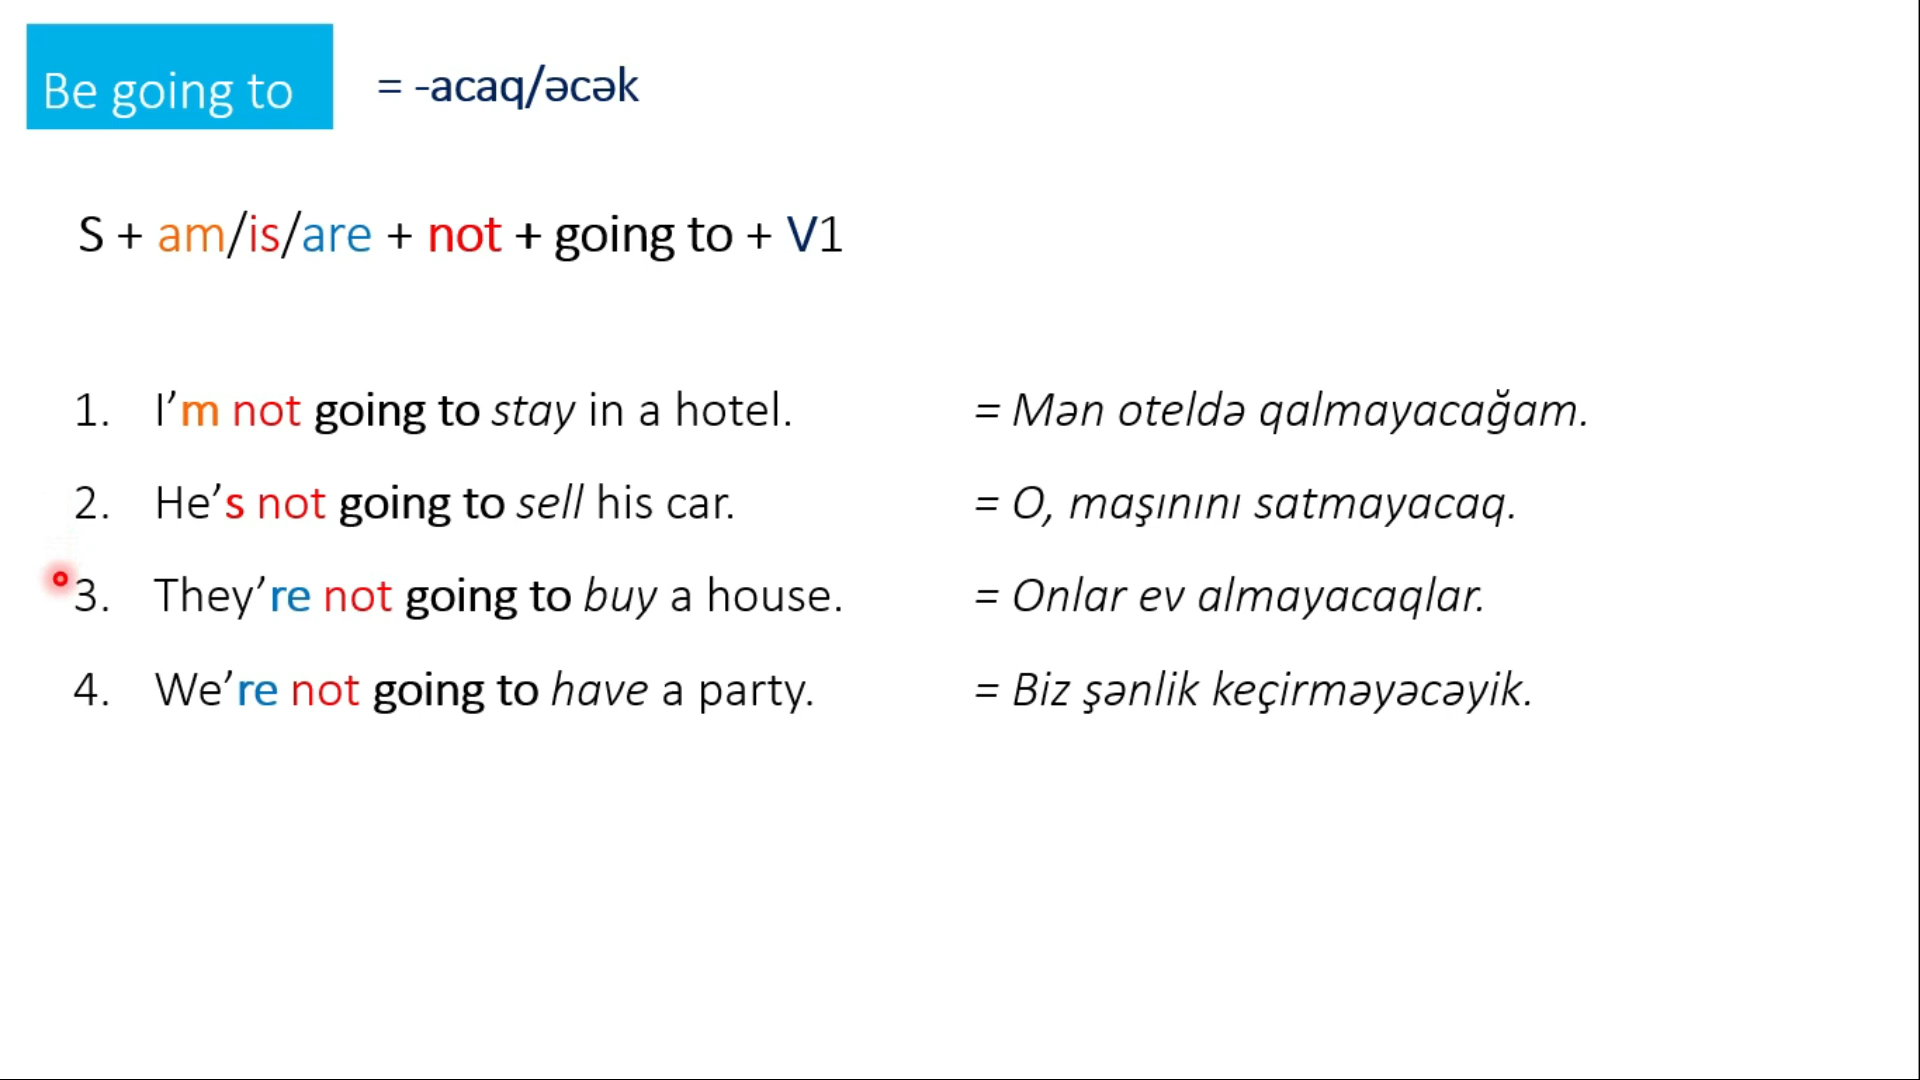 Be going to = -acaq/əcək
S + am/is/are + not + going to + V1
1. I’m not going to stay in a hotel. = Mən oteldə qalmayacağam.
2. He’s not going to sell his car. = O, maşınını satmayacaq.
3. They’re not going to buy a house. = Onlar ev almayacaqlar.
4. We’re not going to have a party. = Biz şənlik keçirməyəcəyik.